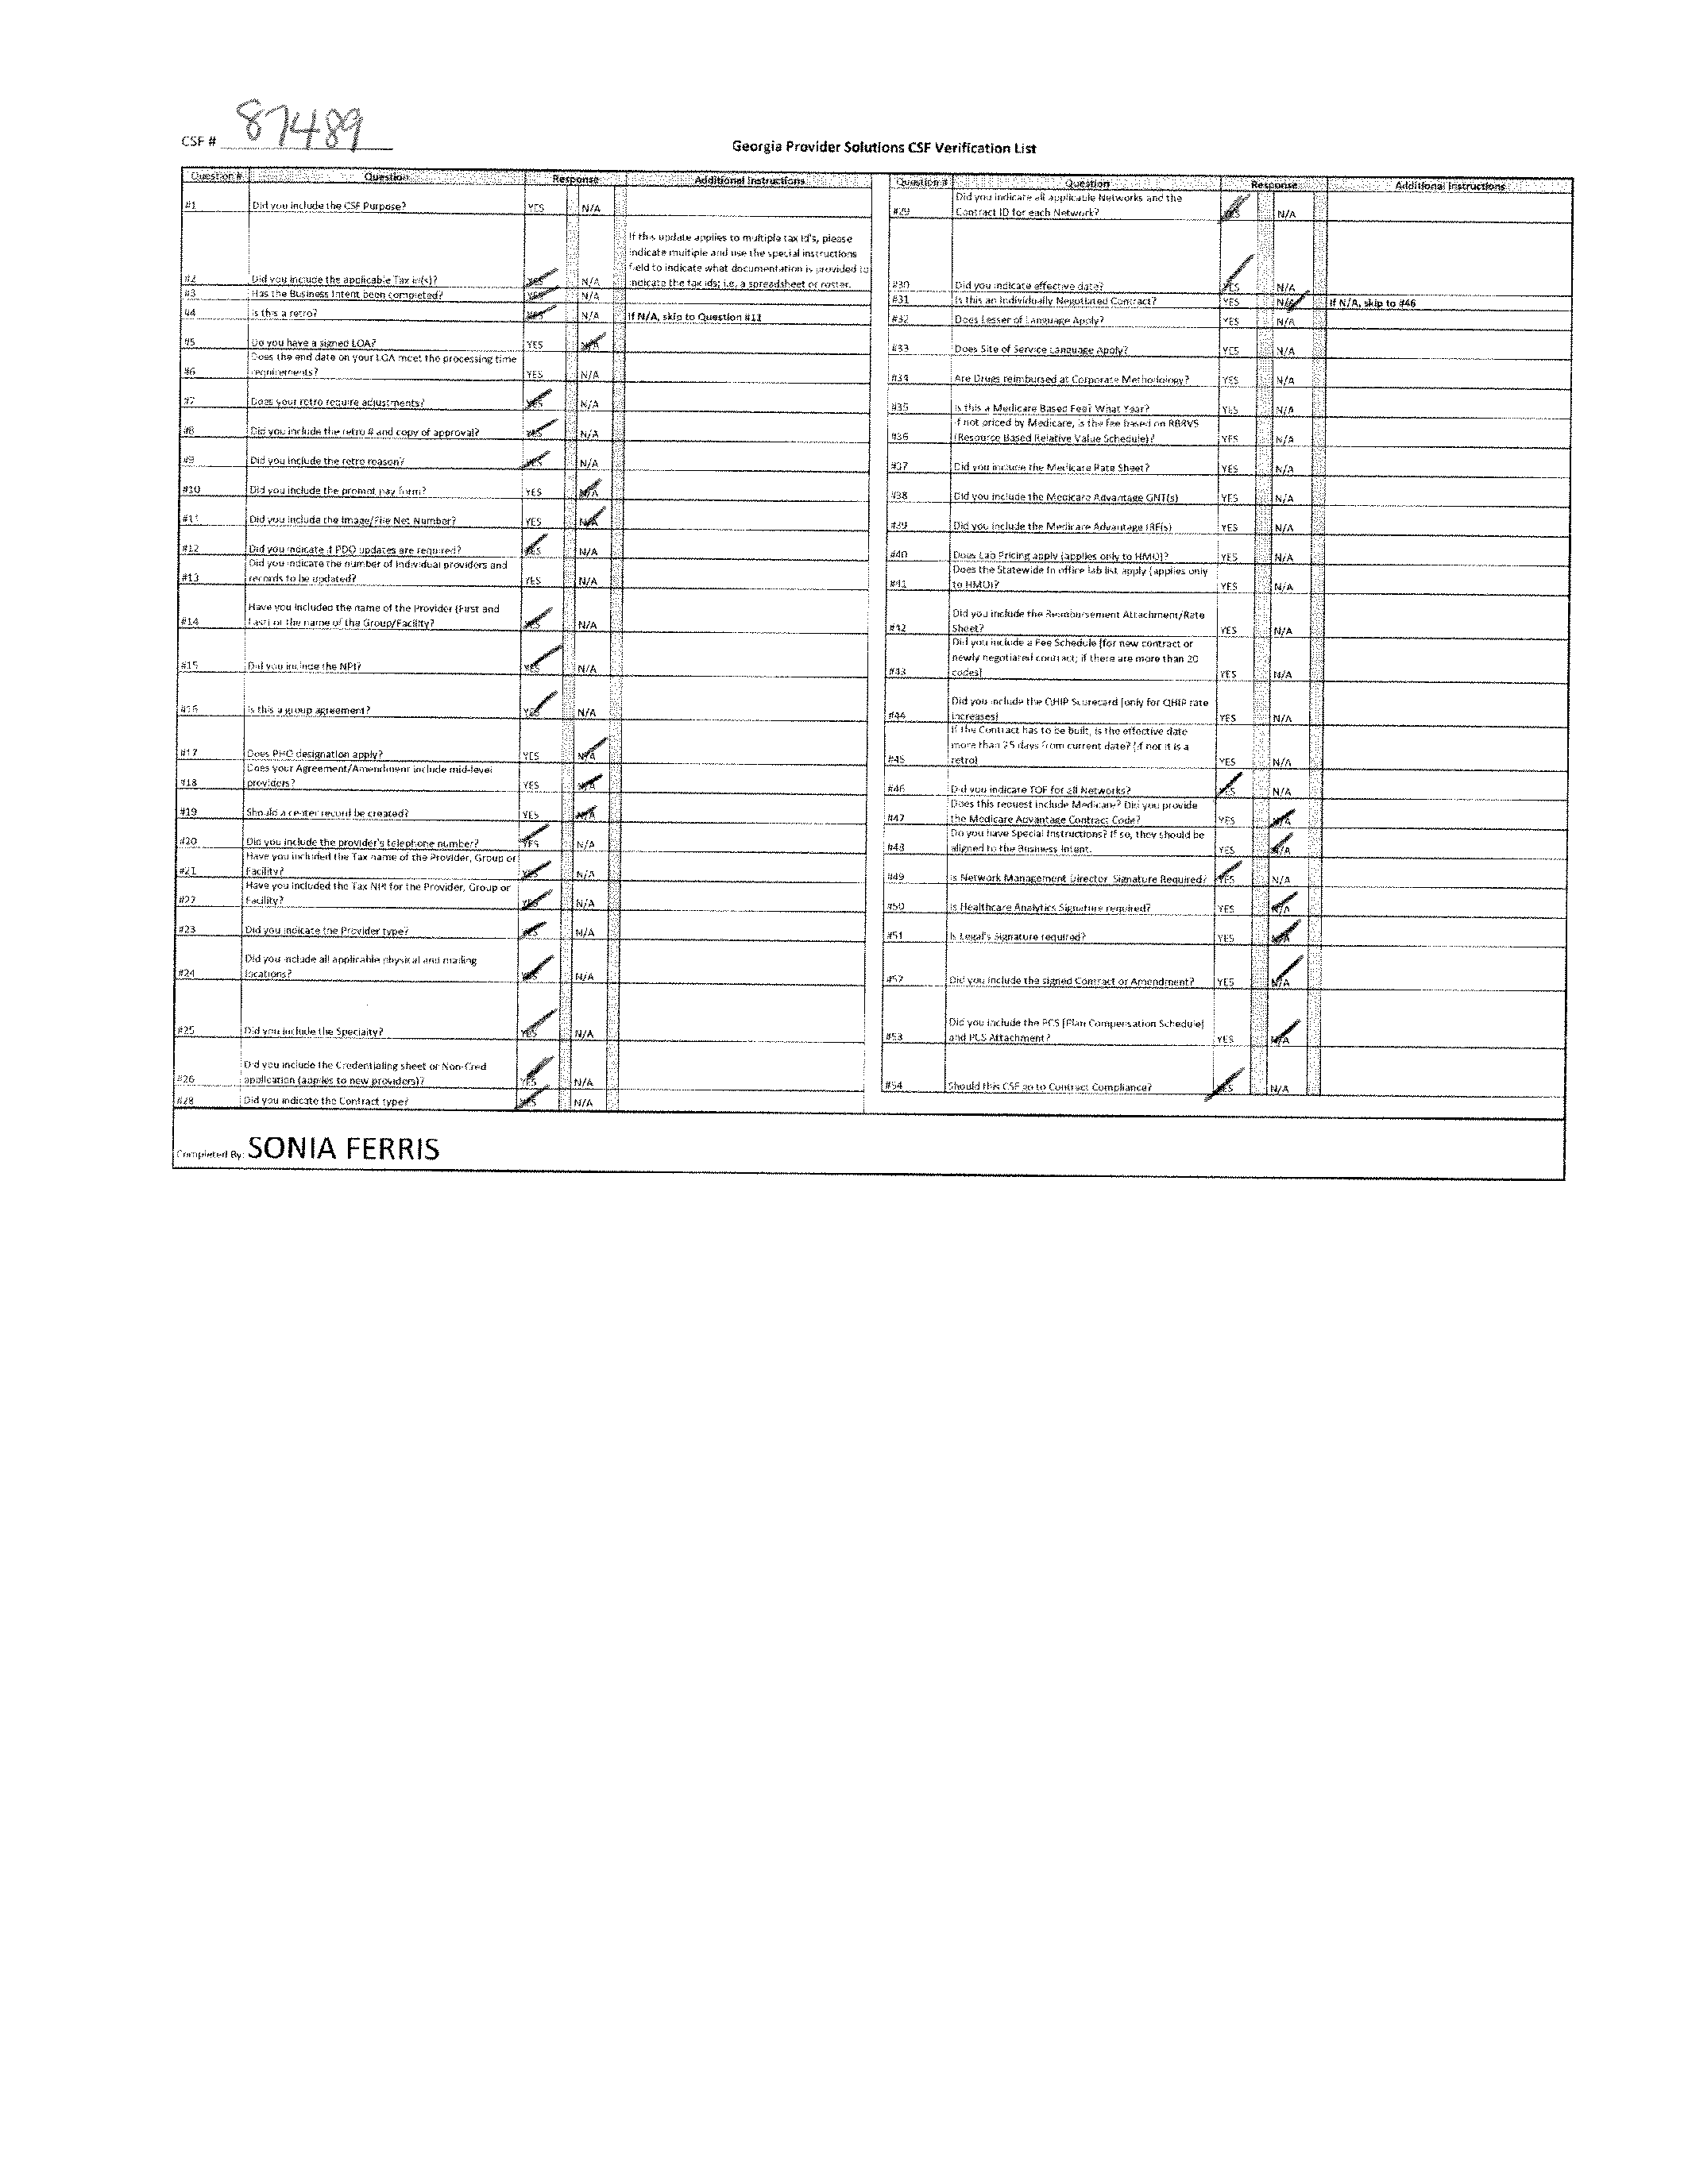 CSF # 87489
Georgia Provider Solutions CSF Verification List
Question # Question Response Additional Instructions
#1 Did you include the CSF Purpose? YES N/A
If this update applies to multiple tax id's, please
indicate multiple and use the special instructions
field to indicate what documentation is provided to
#2 Did you include the applicable Tax id(s)? YES N/A indicate the tax ids; i.e. a spreadsheet or roster.
#3 Has the Business Intent been completed? YES N/A
#4 Is this a retro? YES N/A If N/A, skip to Question #11
#5 Do you have a signed LOA? YES N/A
Does the end date on your LOA meet the processing time
#6 requirements? YES N/A
#7 Does your retro require adjustments? YES N/A
#8 Did you include the retro # and copy of approval? YES N/A
#9 Did you include the retro reason? YES N/A
#10 Did you include the prompt pay form? YES N/A
#11 Did you include the Image/File Net Number? YES N/A
#12 Did you indicate if PDO updates are required? YES N/A
Did you indicate the number of individual providers and
#13 records to be updated? YES N/A
Have you included the name of the Provider (First and
#14 Last) or the name of the Group/Facility? YES N/A
#15 Did you include the NPI? YES N/A
#16 Is this a group agreement? YES N/A
#17 Does PHO designation apply? YES N/A
Does your Agreement/Amendment include mid-level
#18 providers? YES N/A
#19 Should a center record be created? YES N/A
#20 Did you include the provider's telephone number? YES N/A
Have you included the Tax name of the Provider, Group or
#21 Facility? YES N/A
Have you included the Tax NPI for the Provider, Group or
#22 Facility? YES N/A
#23 Did you indicate the Provider type? YES N/A
Did you include all applicable physical and mailing
#24 locations? YES N/A
#25 Did you include the Specialty? YES N/A
Did you include the Credentialing sheet or Non-Cred
#26 application (applies to new providers)? YES N/A
#28 Did you indicate the Contract type? YES N/A
Question # Question Response Additional Instructions
Did you indicate all applicable Networks and the
#29 Contract ID for each Network? YES N/A
#30 Did you indicate effective date? YES N/A
#31 Is this an Individually Negotiated Contract? YES N/A If N/A, skip to #46
#32 Does Lesser of Language Apply? YES N/A
#33 Does Site of Service Language Apply? YES N/A
#34 Are Drugs reimbursed at Corporate Methodology? YES N/A
#35 Is this a Medicare Based Fee? What Year? YES N/A
If not priced by Medicare, is the fee based on RBRVS
#36 (Resource Based Relative Value Schedule)? YES N/A
#37 Did you include the Medicare Rate Sheet? YES N/A
#38 Did you include the Medicare Advantage GNT(s) YES N/A
#39 Did you include the Medicare Advantage IRF(s) YES N/A
#40 Does Lab Pricing apply (applies only to HMO)? YES N/A
Does the Statewide In office lab list apply (applies only
#41 to HMO)? YES N/A
Did you include the Reimbursement Attachment/Rate
#42 Sheet? YES N/A
Did you include a Fee Schedule (for new contract or
newly negotiated contract; if there are more than 20
#43 codes) YES N/A
Did you include the QHIP Scorecard (only for QHIP rate
#44 increases) YES N/A
If the Contract has to be built, is the effective date
more than 25 days from current date? (if not it is a
#45 retro) YES N/A
#46 Did you indicate TOF for all Networks? YES N/A
Does this request include Medicare? Did you provide
#47 the Medicare Advantage Contract Code? YES N/A
Do you have Special Instructions? If so, they should be
#48 aligned to the Business Intent. YES N/A
#49 Is Network Management Director Signature Required? YES N/A
#50 Is Healthcare Analytics Signature required? YES N/A
#51 Is Legal's Signature required? YES N/A
#52 Did you include the signed Contract or Amendment? YES N/A
Did you include the PCS (Plan Compensation Schedule)
#53 and PCS Attachment? YES N/A
#54 Should this CSF go to Contract Compliance? YES N/A
Completed By: SONIA FERRIS